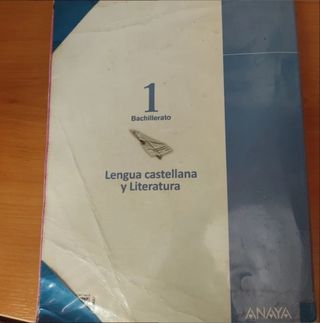 1
Bachillerato
Lengua castellana
y Literatura
ANAYA